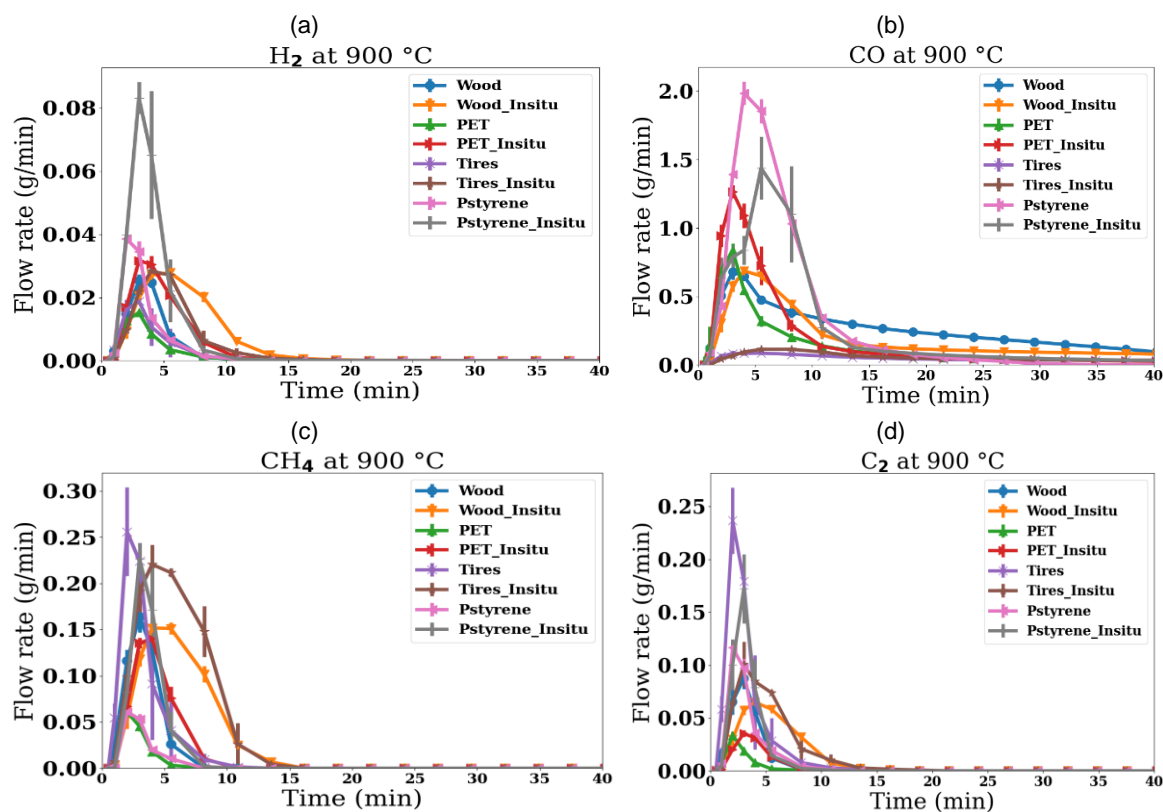 (a)
H₂ at 900 °C
Flow rate (g/min)
0.08
0.06
0.04
0.02
0.00
0
5
10
15
20
25
30
35
40
Time (min)
Wood
Wood_Insitu
PET
PET_Insitu
Tires
Tires_Insitu
Pstyrene
Pstyrene_Insitu
(b)
CO at 900 °C
Flow rate (g/min)
2.0
1.5
1.0
0.5
0.0
0
5
10
15
20
25
30
35
40
Time (min)
Wood
Wood_Insitu
PET
PET_Insitu
Tires
Tires_Insitu
Pstyrene
Pstyrene_Insitu
(c)
CH₄ at 900 °C
Flow rate (g/min)
0.30
0.25
0.20
0.15
0.10
0.05
0.00
0
5
10
15
20
25
30
35
40
Time (min)
Wood
Wood_Insitu
PET
PET_Insitu
Tires
Tires_Insitu
Pstyrene
Pstyrene_Insitu
(d)
C₂ at 900 °C
Flow rate (g/min)
0.25
0.20
0.15
0.10
0.05
0.00
0
5
10
15
20
25
30
35
40
Time (min)
Wood
Wood_Insitu
PET
PET_Insitu
Tires
Tires_Insitu
Pstyrene
Pstyrene_Insitu